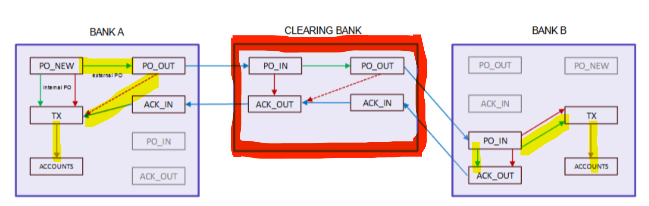 BANK A
CLEARING BANK
BANK B
PO_NEW
PO_OUT
external PO
internal PO
ACK_IN
TX
PO_IN
ACCOUNTS
ACK_OUT
PO_IN
PO_OUT
ACK_OUT
ACK_IN
PO_OUT
PO_NEW
ACK_IN
TX
PO_IN
ACCOUNTS
ACK_OUT